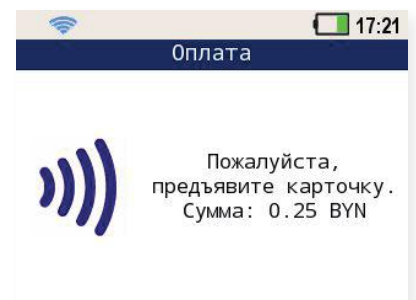 17:21
Оплата
Пожалуйста,
предъявите карточку.
Сумма: 0.25 BYN